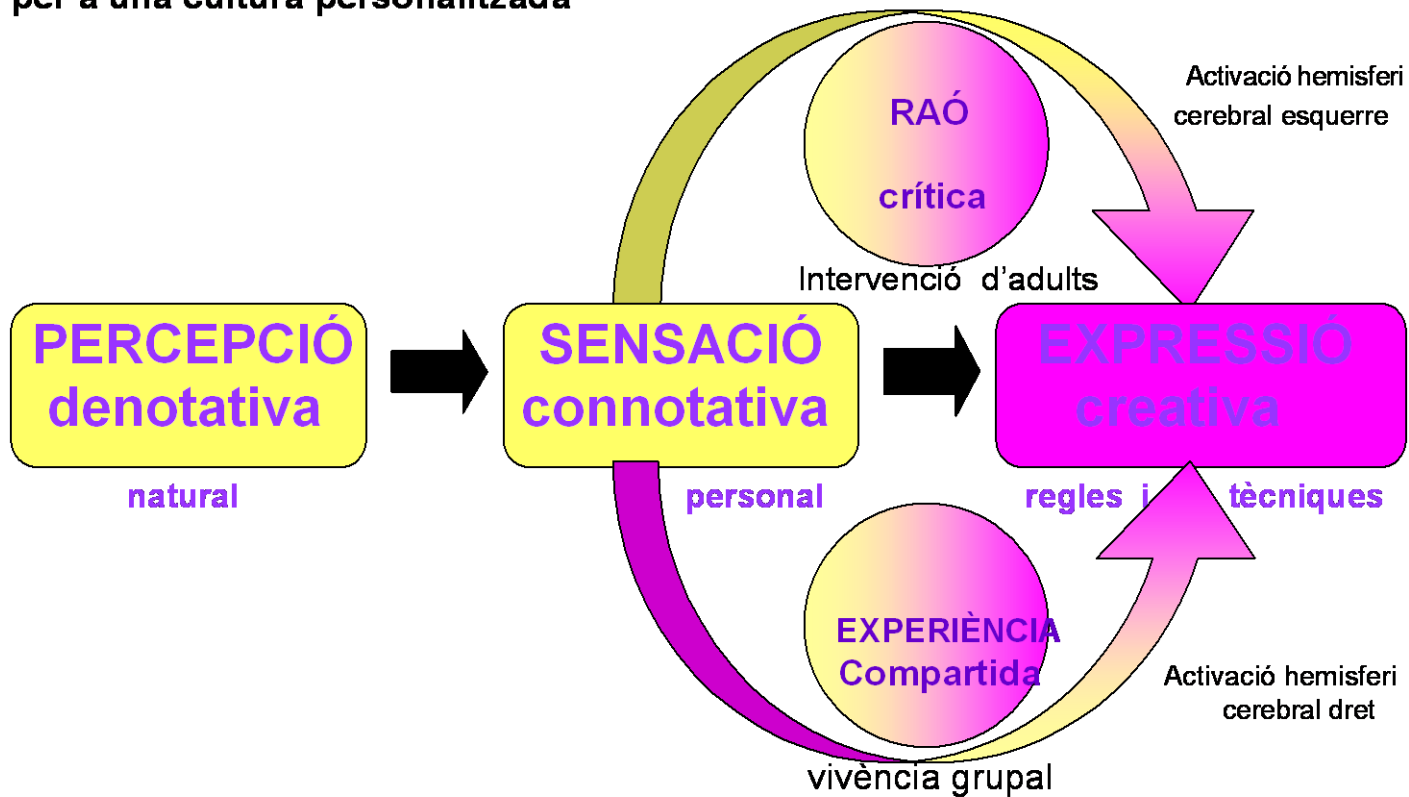 per a una cultura personalitzada
RAÓ
crítica
Activació hemisferi
cerebral esquerre
Intervenció d'adults
PERCEPCIÓ
denotativa
SENSACIÓ
connotativa
EXPRESSIÓ
creativa
natural
personal
regles i tècniques
EXPERIÈNCIA
Compartida
Activació hemisferi
cerebral dret
vivència grupal